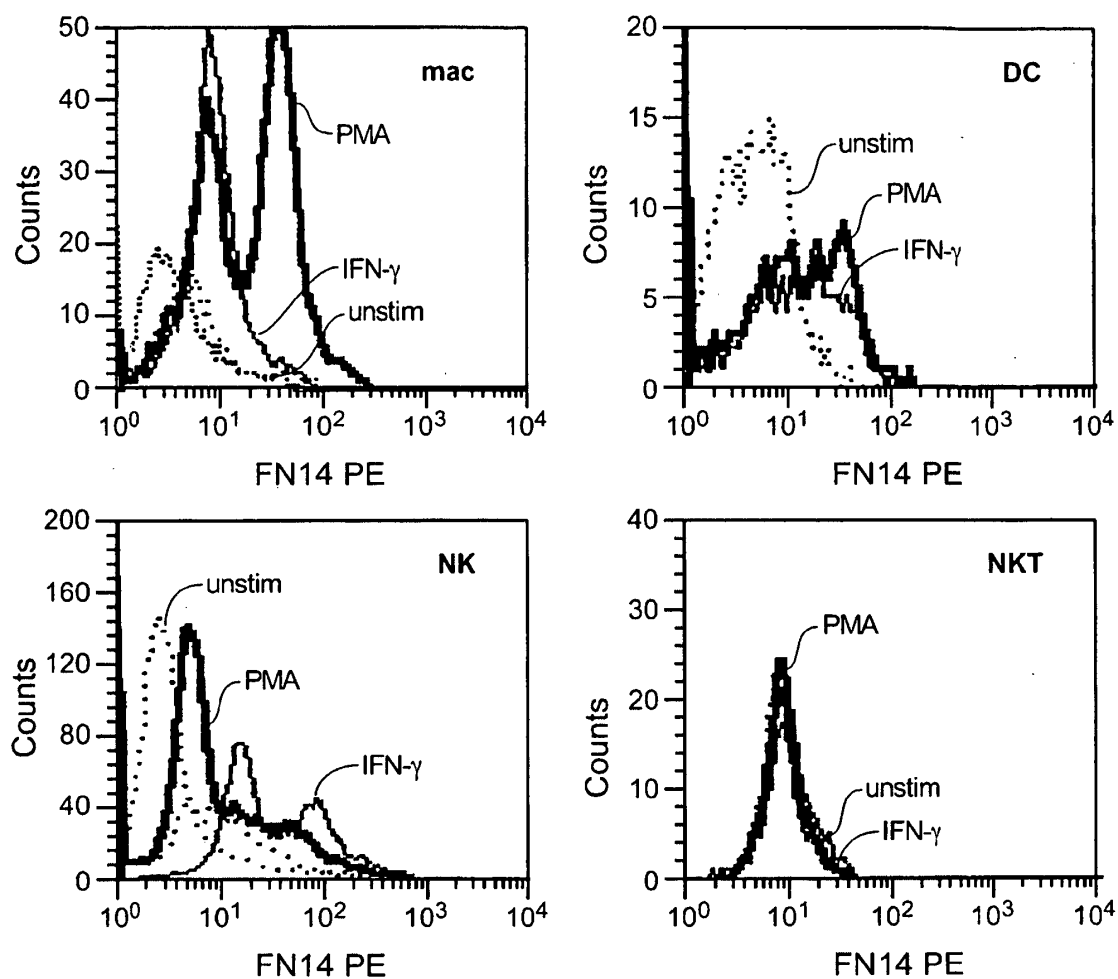 50
40
30
20
10
0
Counts
mac
PMA
IFN-γ
unstim
10⁰ 10¹ 10² 10³ 10⁴
FN14 PE
20
15
10
5
0
Counts
DC
unstim
PMA
IFN-γ
10⁰ 10¹ 10² 10³ 10⁴
FN14 PE
200
160
120
80
40
0
Counts
NK
unstim
PMA
IFN-γ
10⁰ 10¹ 10² 10³ 10⁴
FN14 PE
40
30
20
10
0
Counts
NKT
PMA
unstim
IFN-γ
10⁰ 10¹ 10² 10³ 10⁴
FN14 PE